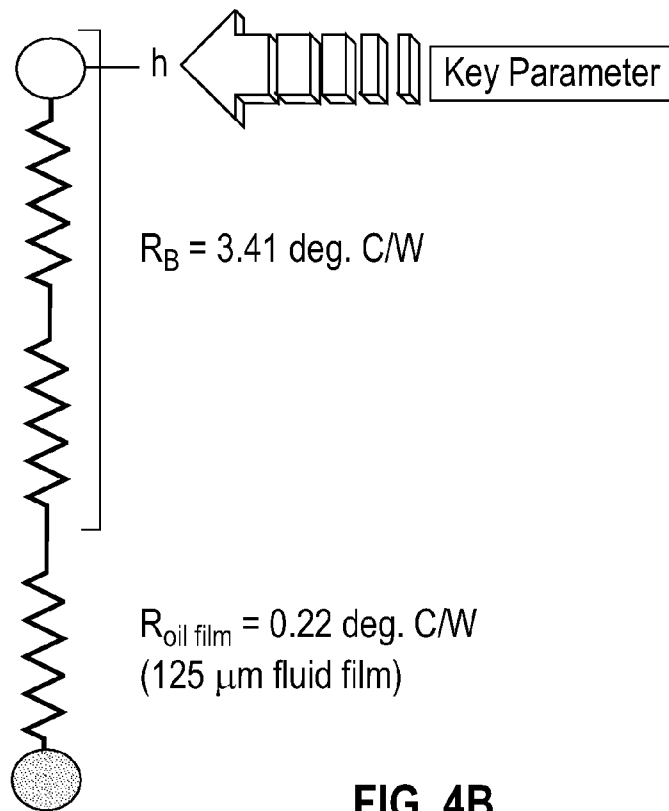 h
Key Parameter
R_B = 3.41 deg. C/W
R_oil film = 0.22 deg. C/W
(125 μm fluid film)
FIG. 4B